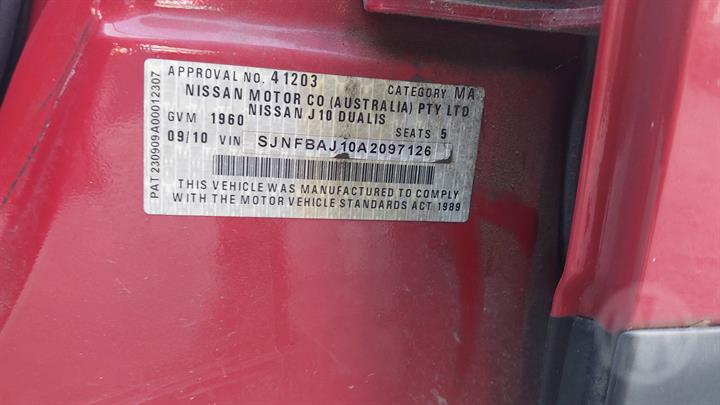 APPROVAL NO. 41203 CATEGORY MA
NISSAN MOTOR CO (AUSTRALIA) PTY LTD
NISSAN J10 DUALIS
GVM 1960 SEATS 5
09/10 VIN SJNFBAJ10A2097126
THIS VEHICLE WAS MANUFACTURED TO COMPLY
WITH THE MOTOR VEHICLE STANDARDS ACT 1989
PAT 230909A00012307